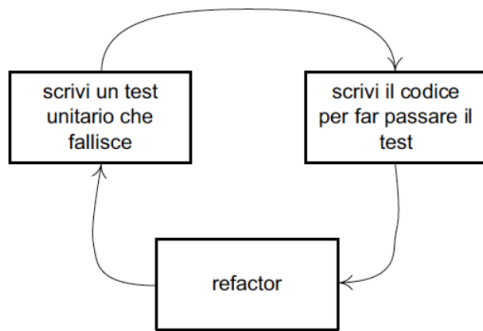 scrivi un test
unitario che
fallisce
scrivi il codice
per far passare il
test
refactor